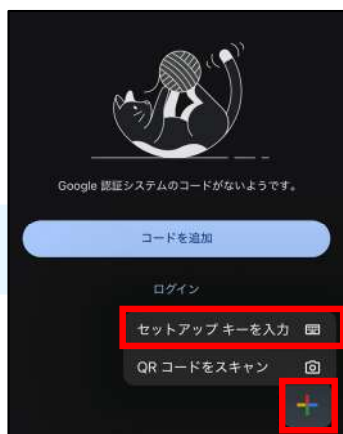 Google 認証システムのコードがないようです。
コードを追加
ログイン
セットアップ キーを入力
QR コードをスキャン